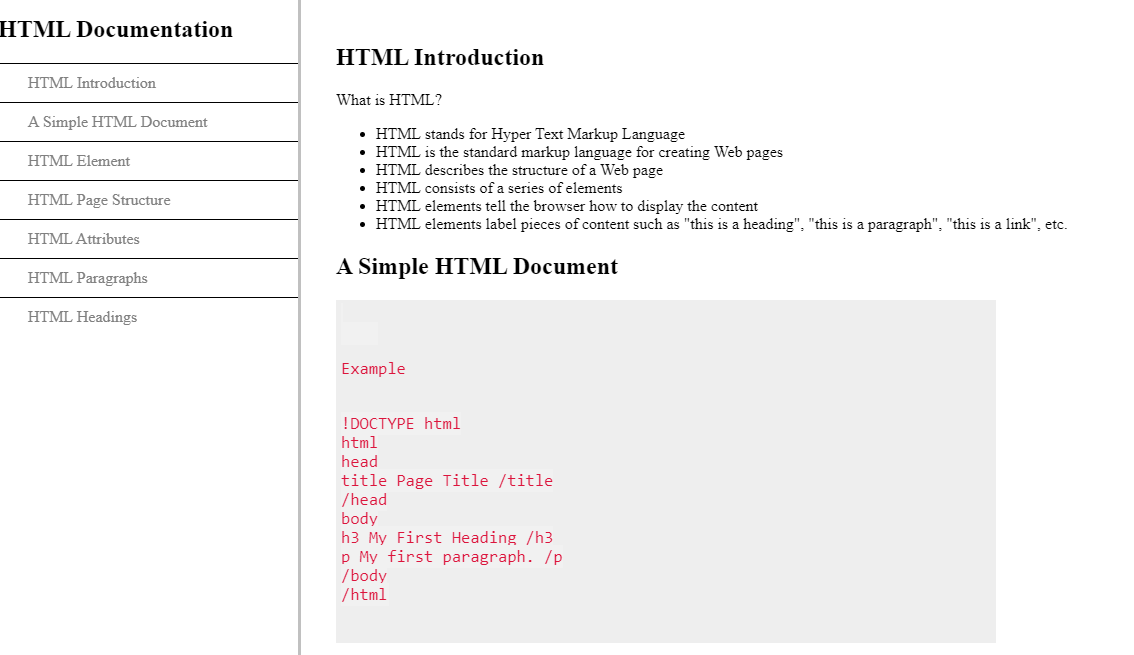 HTML Documentation
HTML Introduction
A Simple HTML Document
HTML Element
HTML Page Structure
HTML Attributes
HTML Paragraphs
HTML Headings
HTML Introduction
What is HTML?
• HTML stands for Hyper Text Markup Language
• HTML is the standard markup language for creating Web pages
• HTML describes the structure of a Web page
• HTML consists of a series of elements
• HTML elements tell the browser how to display the content
• HTML elements label pieces of content such as "this is a heading", "this is a paragraph", "this is a link", etc.
A Simple HTML Document
Example
!DOCTYPE html
html
head
title Page Title /title
/head
body
h3 My First Heading /h3
p My first paragraph. /p
/body
/html